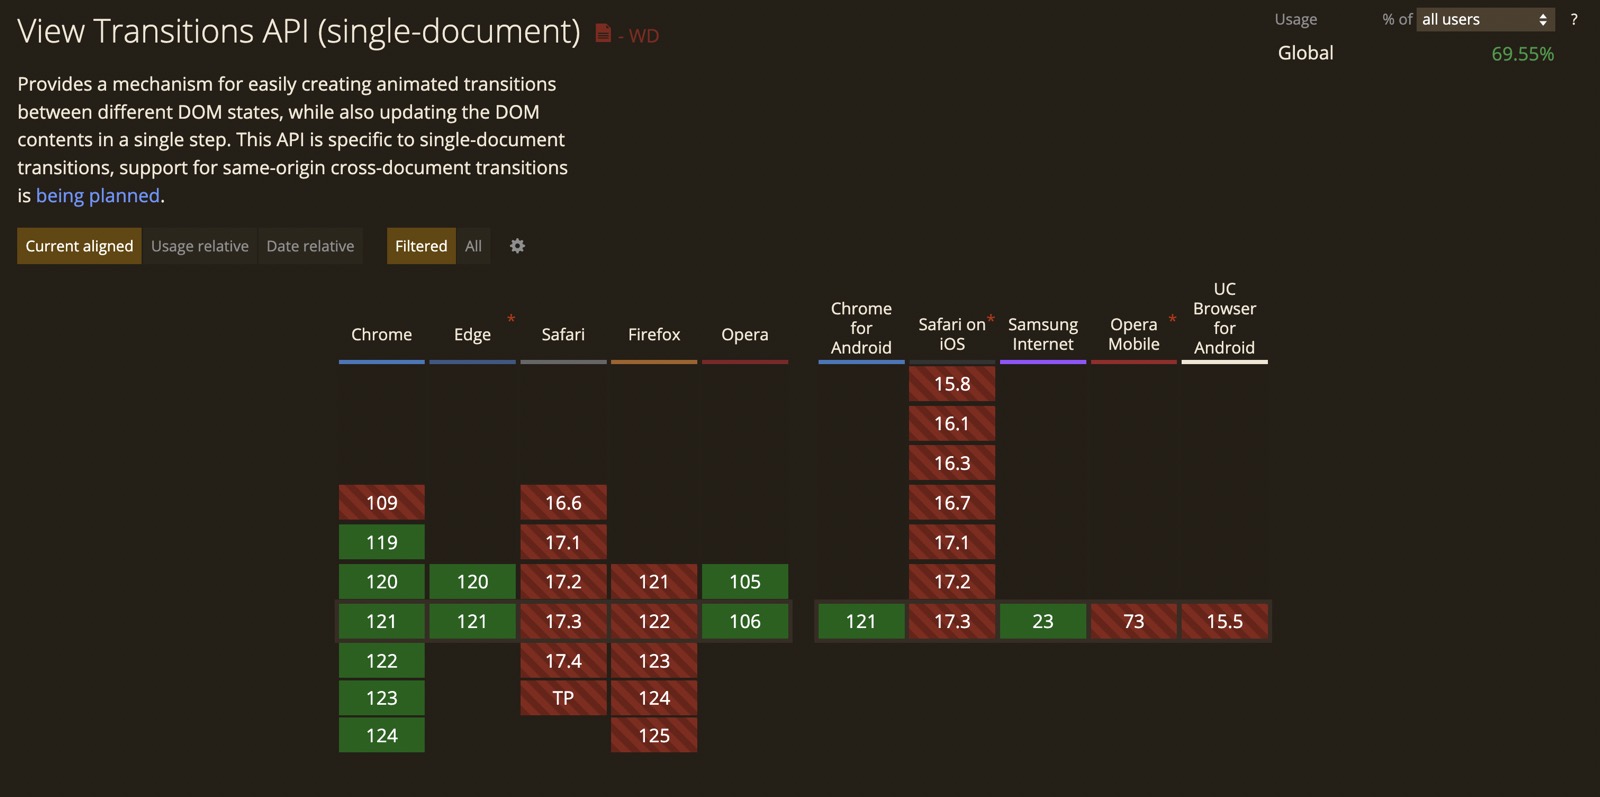 View Transitions API (single-document) - WD
Usage % of all users ?
Global 69.55%
Provides a mechanism for easily creating animated transitions
between different DOM states, while also updating the DOM
contents in a single step. This API is specific to single-document
transitions, support for same-origin cross-document transitions
is being planned.
Current aligned Usage relative Date relative Filtered All
Chrome Edge * Safari Firefox Opera Chrome for Android Safari on iOS * Samsung Internet Opera Mobile * UC Browser for Android
15.8
16.1
16.3
109 16.6 16.7
119 17.1 17.1
120 120 17.2 121 105 17.2
121 121 17.3 122 106 121 17.3 23 73 15.5
122 17.4 123
123 TP 124
124 125